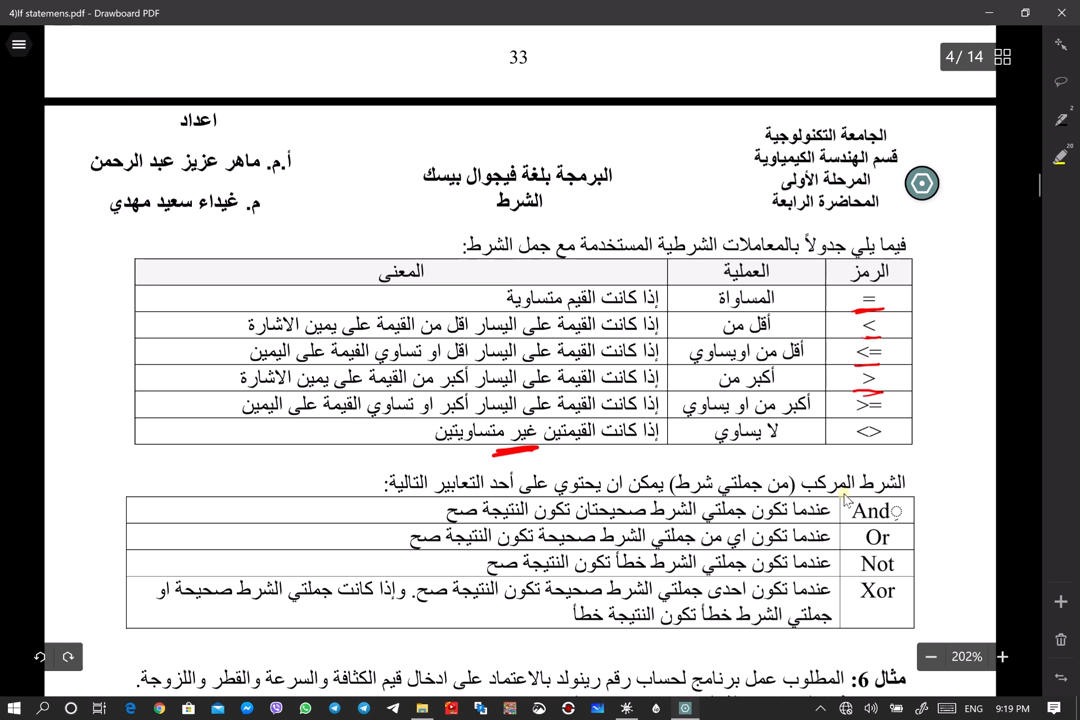 4)If statemens.pdf - Drawboard PDF
33
4 / 14
الجامعة التكنولوجية
قسم الهندسة الكيمياوية
المرحلة الأولى
المحاضرة الرابعة
البرمجة بلغة فيجوال بيسك
الشرط
اعداد
أ.م. ماهر عزيز عبد الرحمن
م. غيداء سعيد مهدي
فيما يلي جدولاً بالمعاملات الشرطية المستخدمة مع جمل الشرط:
الرمز العملية المعنى
= المساواة إذا كانت القيم متساوية
< أقل من إذا كانت القيمة على اليسار اقل من القيمة على يمين الاشارة
<= أقل من اويساوي إذا كانت القيمة على اليسار اقل او تساوي القيمة على اليمين
> أكبر من إذا كانت القيمة على اليسار أكبر من القيمة على يمين الاشارة
>= أكبر من او يساوي إذا كانت القيمة على اليسار أكبر او تساوي القيمة على اليمين
<> لا يساوي إذا كانت القيمتين غير متساويتين
الشرط المركب (من جملتي شرط) يمكن ان يحتوي على أحد التعابير التالية:
And عندما تكون جملتي الشرط صحيحتان تكون النتيجة صح
Or عندما تكون اي من جملتي الشرط صحيحة تكون النتيجة صح
Not عندما تكون جملتي الشرط خطأ تكون النتيجة صح
Xor عندما تكون احدى جملتي الشرط صحيحة تكون النتيجة صح. وإذا كانت جملتي الشرط صحيحة او
جملتي الشرط خطأ تكون النتيجة خطأ
مثال 6: المطلوب عمل برنامج لحساب رقم رينولد بالاعتماد على ادخال قيم الكثافة والسرعة والقطر واللزوجة.
2
20
202%
ENG
9:19 PM